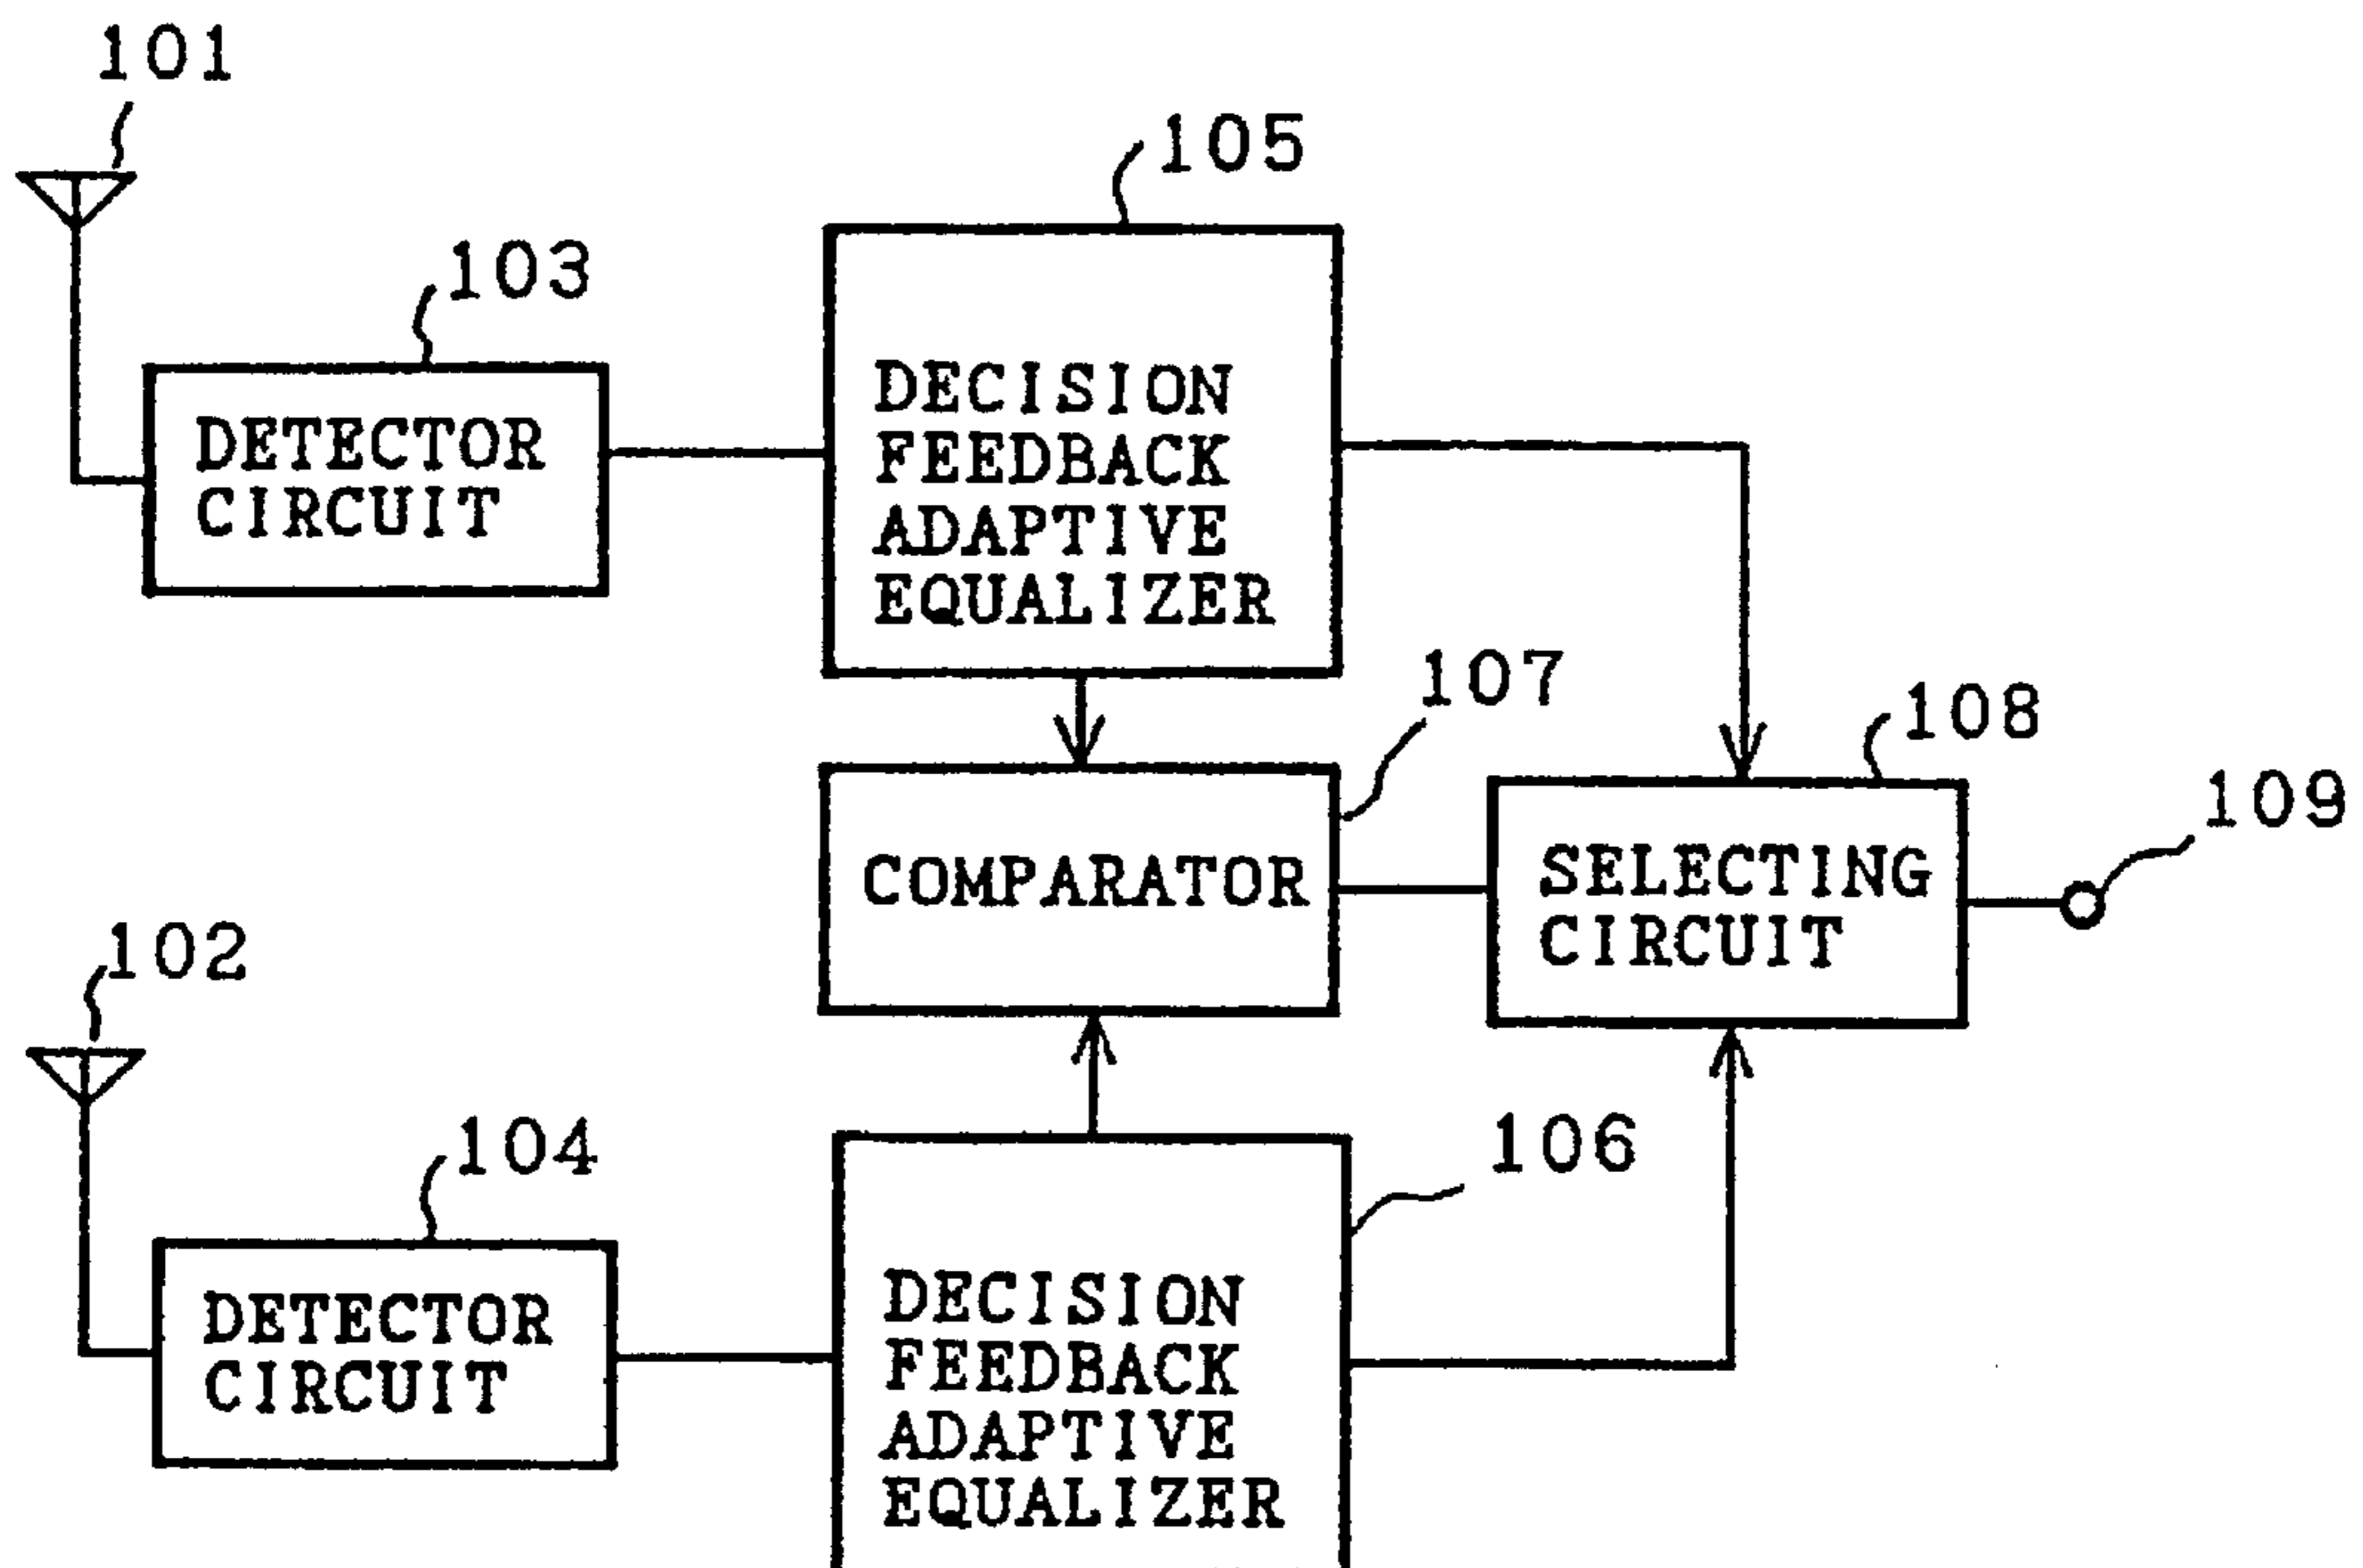 101
105
103
DECISION
FEEDBACK
ADAPTIVE
EQUALIZER
DETECTOR
CIRCUIT
107
108
109
COMPARATOR
SELECTING
CIRCUIT
102
104
106
DETECTOR
CIRCUIT
DECISION
FEEDBACK
ADAPTIVE
EQUALIZER